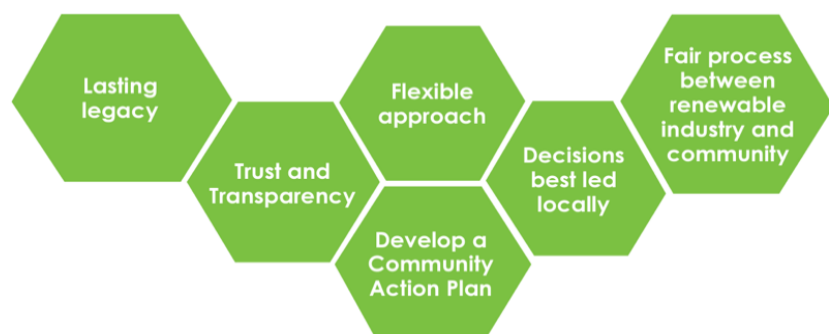 Lasting
legacy
Trust and
Transparency
Flexible
approach
Develop a
Community
Action Plan
Decisions
best led
locally
Fair process
between
renewable
industry and
community